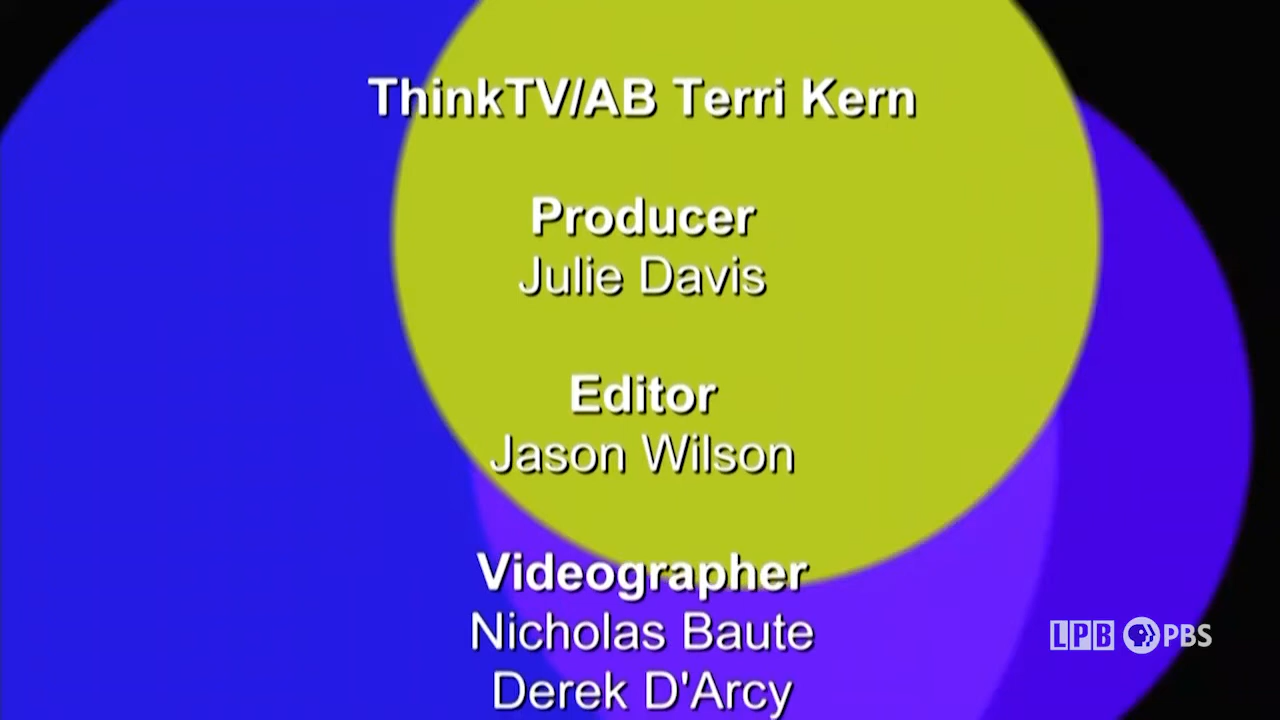 ThinkTV/AB Terri Kern
Producer
Julie Davis
Editor
Jason Wilson
Videographer
Nicholas Baute
Derek D'Arcy
LPB PBS